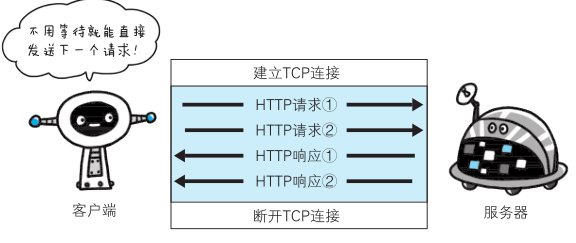 不用等待就能直接
发送下一个请求!
建立TCP连接
HTTP请求①
HTTP请求②
HTTP响应①
HTTP响应②
断开TCP连接
客户端
服务器